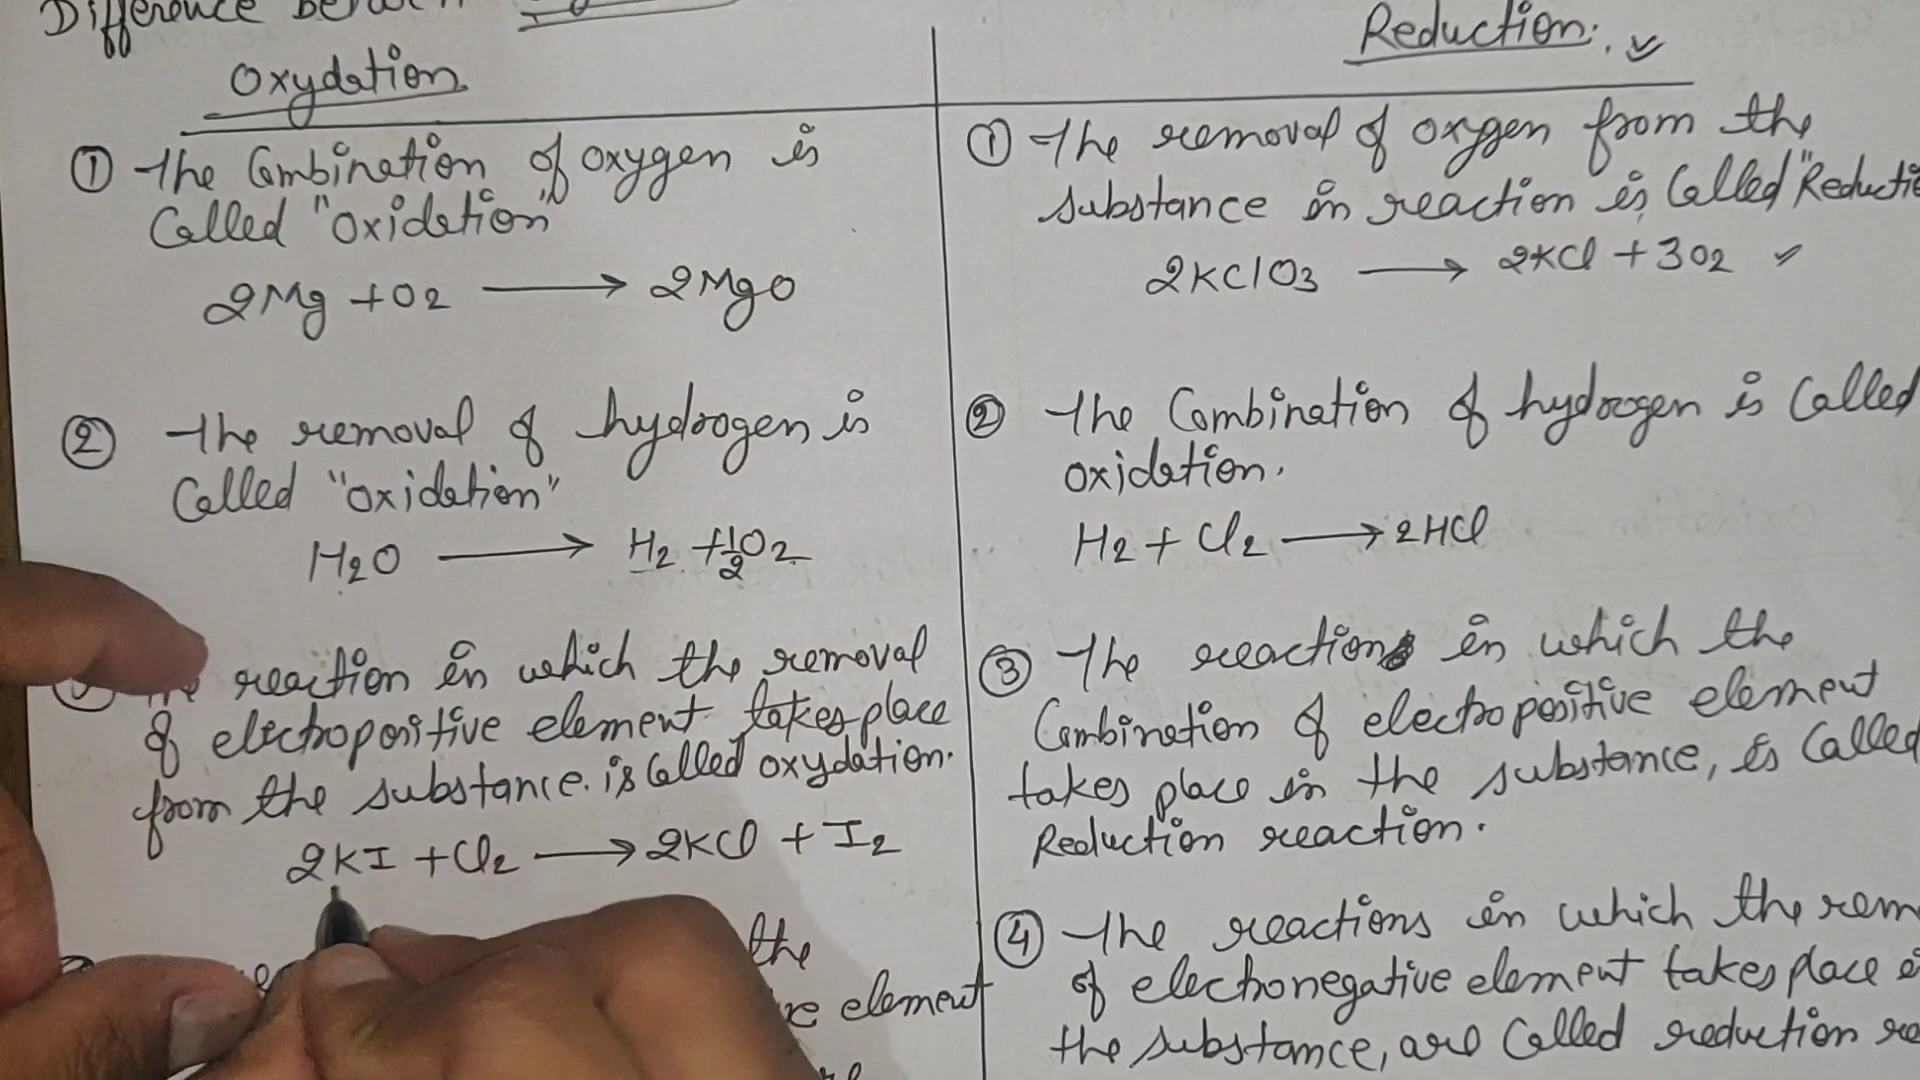 Difference
Oxydation
① The Combination of oxygen is
Called "oxidation"
2Mg + O2 ⟶ 2MgO
② The removal of hydrogen is
Called "oxidation"
H2O ⟶ H2 + 1/2 O2
reaction in which the removal
of electropositive element takes place
from the substance. is Called oxydation.
2KI + Cl2 ⟶ 2KCl + I2
the
element
Reduction.
① The removal of oxygen from the
substance in reaction is Called "Reducti
2KClO3 ⟶ 2KCl + 3O2
② The Combination of hydrogen is Called
oxidation.
H2 + Cl2 ⟶ 2HCl
③ The reactions in which the
Combination of electropositive element
takes place in the substance, is Called
Reduction reaction.
④ The reactions in which the rem
of electronegative element takes place
the substance, are Called reduction re